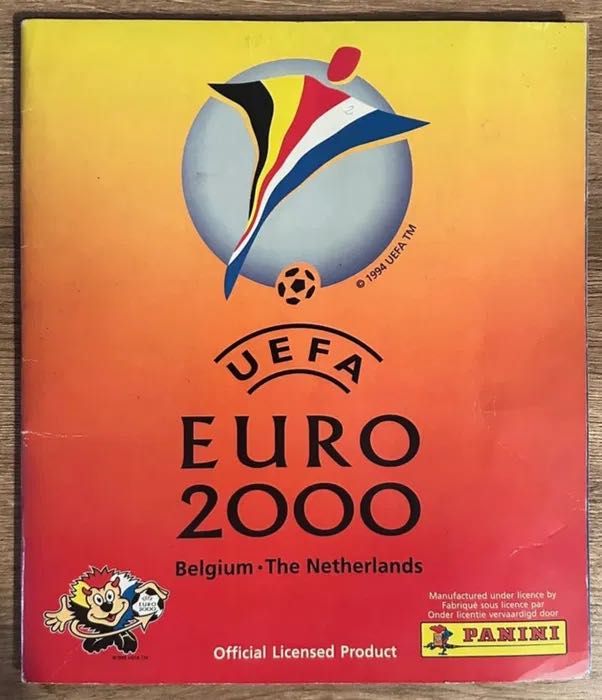 © 1994 UEFA TM
UEFA
EURO
2000
Belgium · The Netherlands
EURO
2000
Manufactured under licence by
Fabriqué sous licence par
Onder licentie vervaardigd door
PANINI
Official Licensed Product